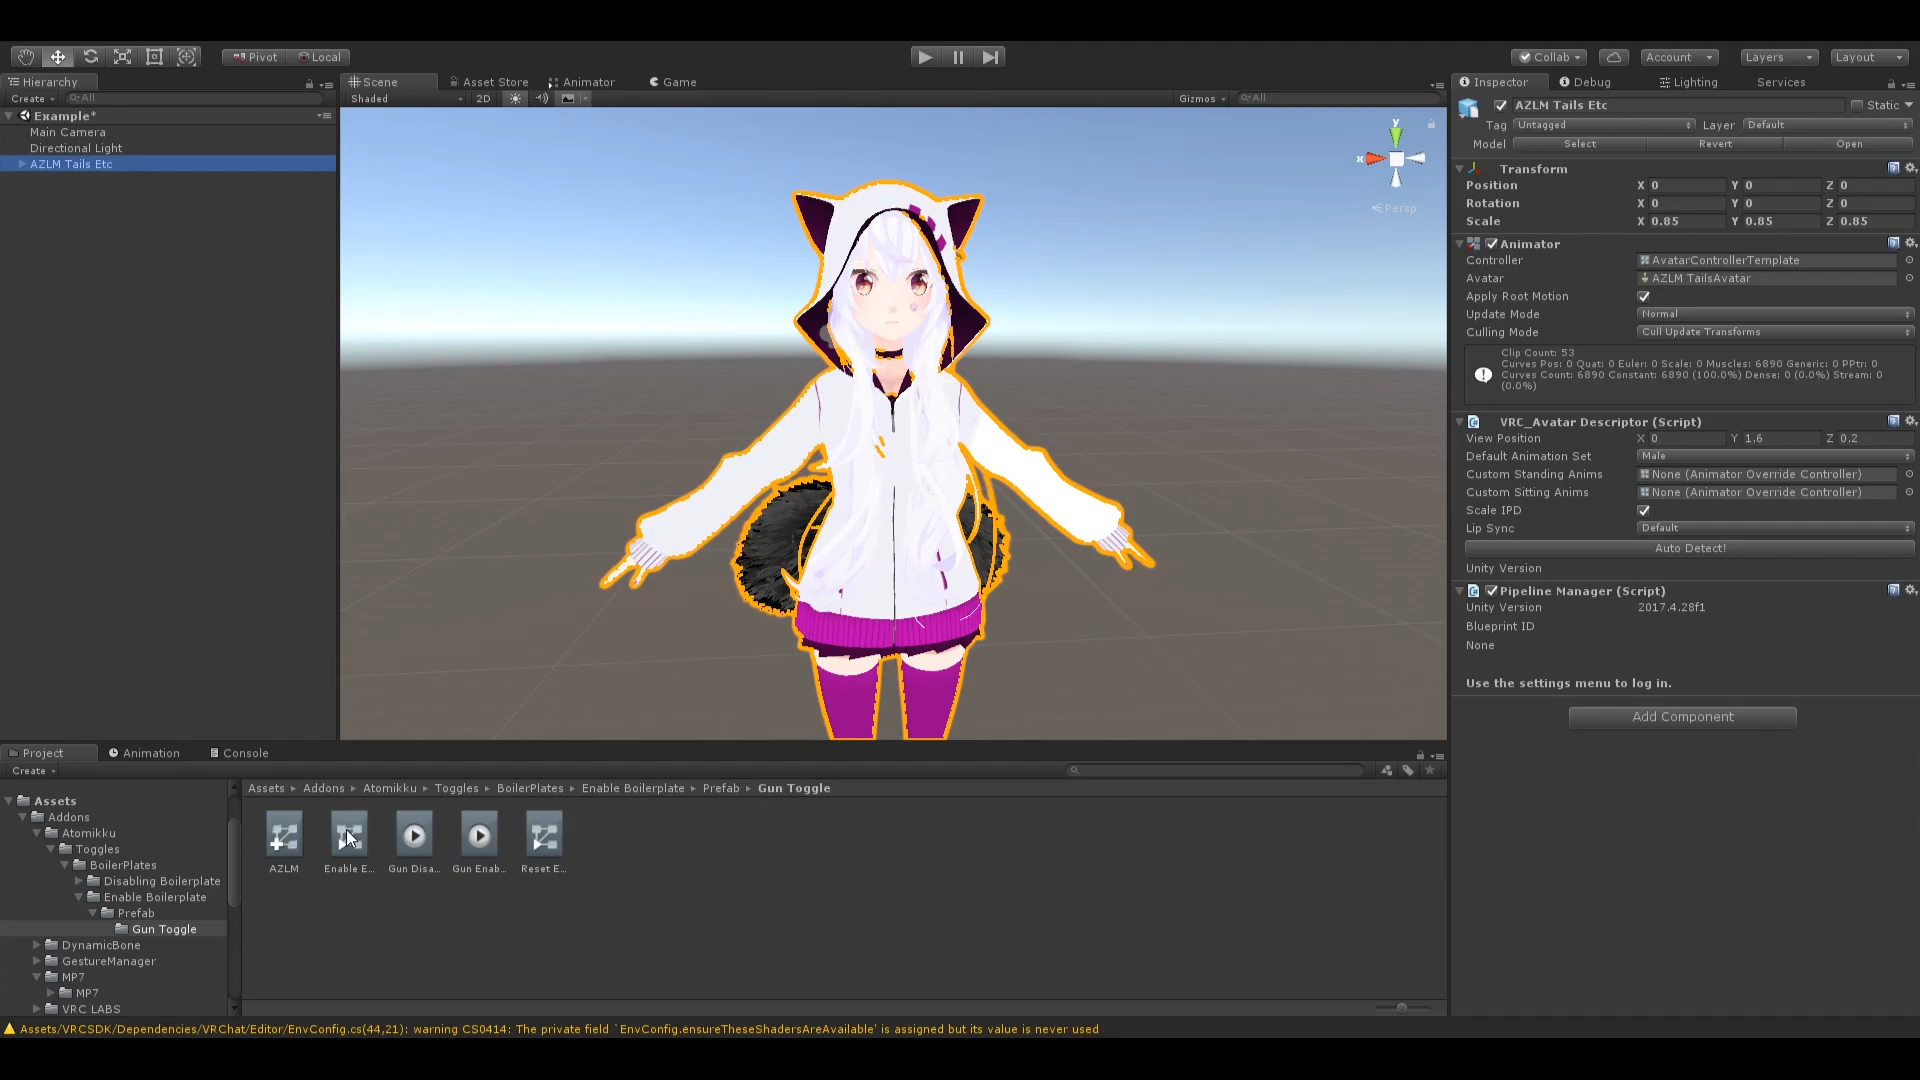 Pivot Local
Collab Account Layers Layout
Hierarchy
Create All
Example*
Main Camera
Directional Light
AZLM Tails Etc
Scene Asset Store Animator Game
Shaded 2D Gizmos All
y
x
Persp
Inspector Debug Lighting Services
AZLM Tails Etc Static
Tag Untagged Layer Default
Model Select Revert Open
Transform
Position X 0 Y 0 Z 0
Rotation X 0 Y 0 Z 0
Scale X 0.85 Y 0.85 Z 0.85
Animator
Controller AvatarControllerTemplate
Avatar AZLM TailsAvatar
Apply Root Motion
Update Mode Normal
Culling Mode Cull Update Transforms
Clip Count: 53
Curves Pos: 0 Quat: 0 Euler: 0 Scale: 0 Muscles: 6890 Generic: 0 PPtr: 0
Curves Count: 6890 Constant: 6890 (100.0%) Dense: 0 (0.0%) Stream: 0
(0.0%)
VRC_Avatar Descriptor (Script)
View Position X 0 Y 1.6 Z 0.2
Default Animation Set Male
Custom Standing Anims None (Animator Override Controller)
Custom Sitting Anims None (Animator Override Controller)
Scale IPD
Lip Sync Default
Auto Detect!
Unity Version
Pipeline Manager (Script)
Unity Version 2017.4.28f1
Blueprint ID
None
Use the settings menu to log in.
Add Component
Project Animation Console
Create
Assets
Addons
Atomikku
Toggles
BoilerPlates
Disabling Boilerplate
Enable Boilerplate
Prefab
Gun Toggle
DynamicBone
GestureManager
MP7
MP7
VRC LABS
Assets Addons Atomikku Toggles BoilerPlates Enable Boilerplate Prefab Gun Toggle
AZLM Enable E... Gun Disa... Gun Enab... Reset E...
Assets/VRCSDK/Dependencies/VRChat/Editor/EnvConfig.cs(44,21): warning CS0414: The private field `EnvConfig.ensureTheseShadersAreAvailable' is assigned but its value is never used